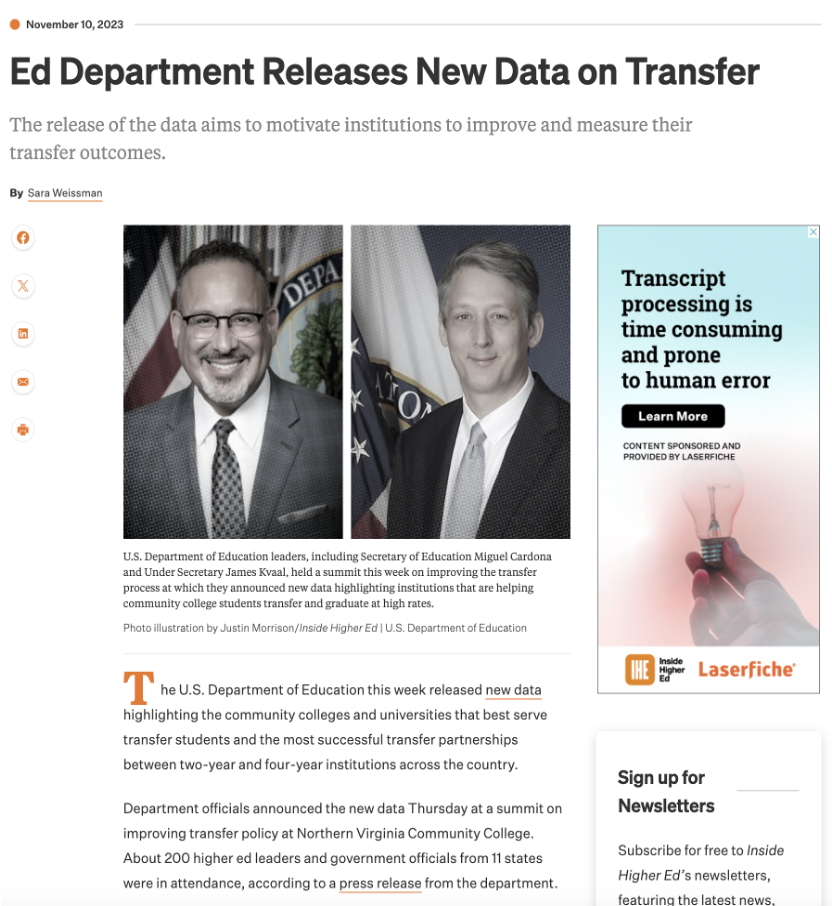 November 10, 2023
Ed Department Releases New Data on Transfer
The release of the data aims to motivate institutions to improve and measure their
transfer outcomes.
By Sara Weissman
DEPA
ATION
U.S. Department of Education leaders, including Secretary of Education Miguel Cardona
and Under Secretary James Kvaal, held a summit this week on improving the transfer
process at which they announced new data highlighting institutions that are helping
community college students transfer and graduate at high rates.
Photo illustration by Justin Morrison/Inside Higher Ed | U.S. Department of Education
The U.S. Department of Education this week released new data
highlighting the community colleges and universities that best serve
transfer students and the most successful transfer partnerships
between two-year and four-year institutions across the country.
Department officials announced the new data Thursday at a summit on
improving transfer policy at Northern Virginia Community College.
About 200 higher ed leaders and government officials from 11 states
were in attendance, according to a press release from the department.
Transcript
processing is
time consuming
and prone
to human error
Learn More
CONTENT SPONSORED AND
PROVIDED BY LASERFICHE
IHE
Inside
Higher
Ed
Laserfiche
Sign up for
Newsletters
Subscribe for free to Inside
Higher Ed's newsletters,
featuring the latest news,